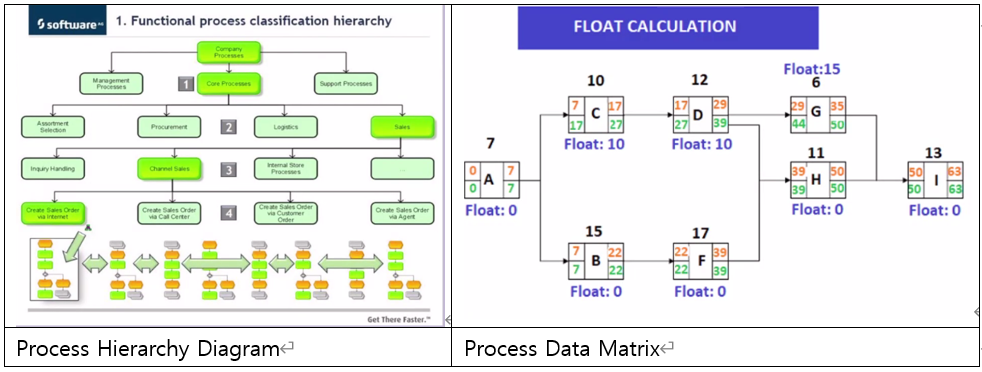 software AG
1. Functional process classification hierarchy
Company
Processes
Management
Processes
1
Core Processes
Support Processes
Assortment
Selection
Procurement
2
Logistics
Sales
Inquiry Handling
Channel Sales
3
Internal Store
Processes
...
Create Sales Order
via Internet
Create Sales Order
via Call Center
4
Create Sales Order
via Customer
Order
Create Sales Order
via Agent
Get There Faster.™
Process Hierarchy Diagram
FLOAT CALCULATION
7
0 A 7
0 7
Float: 0
10
7 C 17
17 27
Float: 10
12
17 D 29
27 39
Float: 10
Float:15
6
29 G 35
44 50
11
39 H 50
39 50
Float: 0
13
50 I 63
50 63
Float: 0
15
7 B 22
7 22
Float: 0
17
22 F 39
22 39
Float: 0
Process Data Matrix